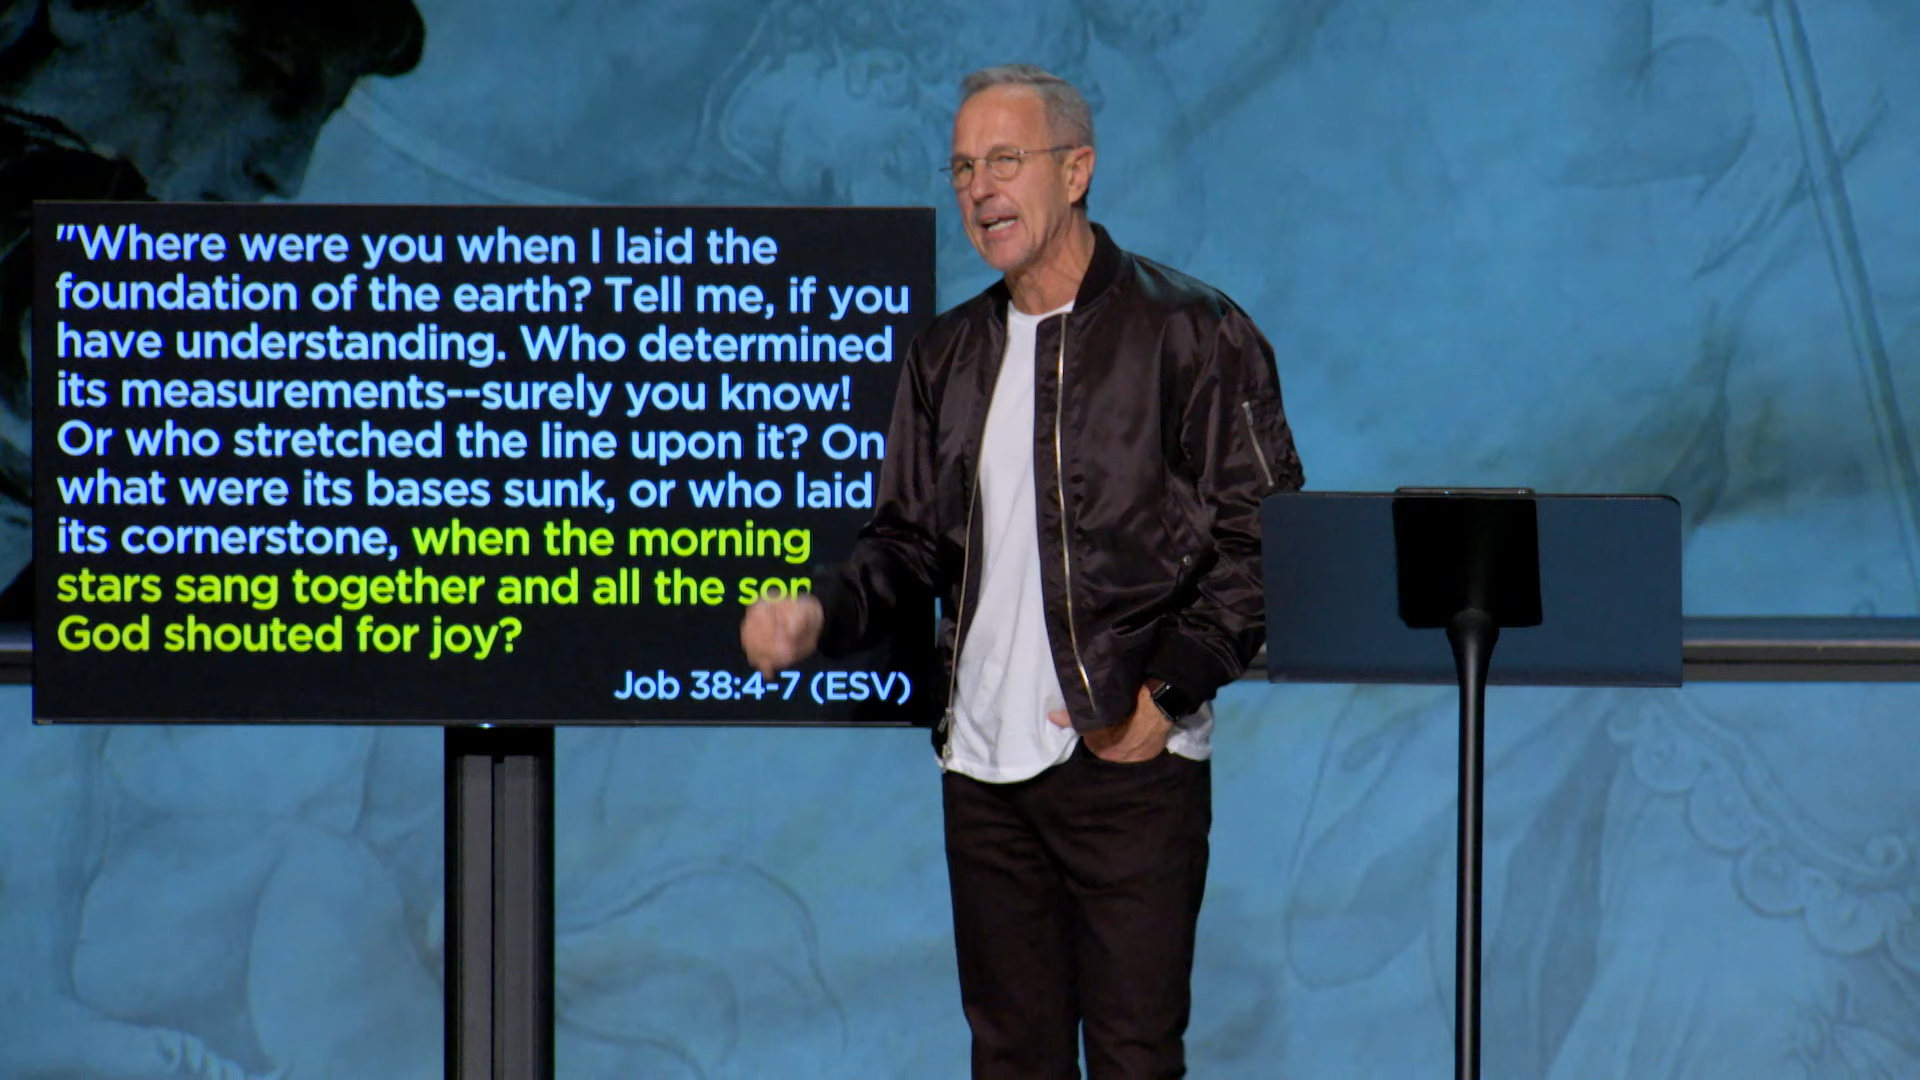 "Where were you when I laid the
foundation of the earth? Tell me, if you
have understanding. Who determined
its measurements--surely you know!
Or who stretched the line upon it? On
what were its bases sunk, or who laid
its cornerstone, when the morning
stars sang together and all the
God shouted for joy?
Job 38:4-7 (ESV)